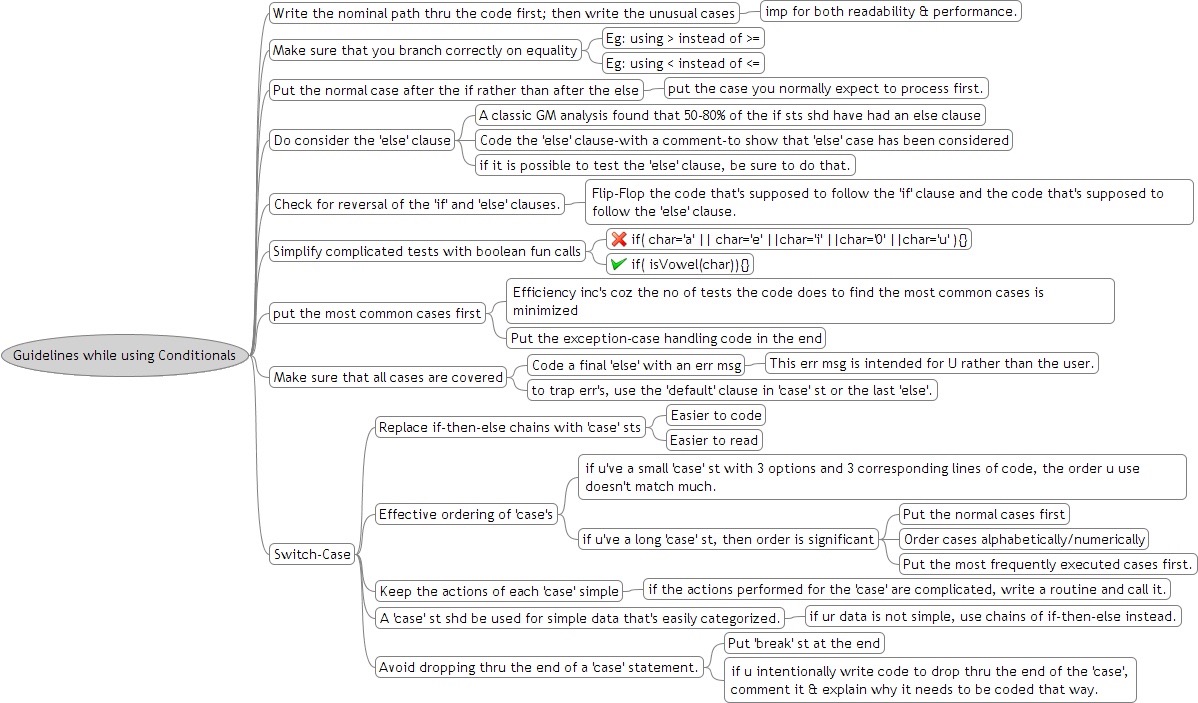 Write the nominal path thru the code first; then write the unusual cases
imp for both readability & performance.
Make sure that you branch correctly on equality
Eg: using > instead of >=
Eg: using < instead of <=
Put the normal case after the if rather than after the else
put the case you normally expect to process first.
Do consider the 'else' clause
A classic GM analysis found that 50-80% of the if sts shd have had an else clause
Code the 'else' clause-with a comment-to show that 'else' case has been considered
if it is possible to test the 'else' clause, be sure to do that.
Check for reversal of the 'if' and 'else' clauses.
Flip-Flop the code that's supposed to follow the 'if' clause and the code that's supposed to
follow the 'else' clause.
Simplify complicated tests with boolean fun calls
if( char='a' || char='e' ||char='i' ||char='0' ||char='u' ){}
if( isVowel(char)){}
put the most common cases first
Efficiency inc's coz the no of tests the code does to find the most common cases is
minimized
Put the exception-case handling code in the end
Guidelines while using Conditionals
Make sure that all cases are covered
Code a final 'else' with an err msg
This err msg is intended for U rather than the user.
to trap err's, use the 'default' clause in 'case' st or the last 'else'.
Switch-Case
Replace if-then-else chains with 'case' sts
Easier to code
Easier to read
Effective ordering of 'case's
if u've a small 'case' st with 3 options and 3 corresponding lines of code, the order u use
doesn't match much.
if u've a long 'case' st, then order is significant
Put the normal cases first
Order cases alphabetically/numerically
Put the most frequently executed cases first.
Keep the actions of each 'case' simple
if the actions performed for the 'case' are complicated, write a routine and call it.
A 'case' st shd be used for simple data that's easily categorized.
if ur data is not simple, use chains of if-then-else instead.
Avoid dropping thru the end of a 'case' statement.
Put 'break' st at the end
if u intentionally write code to drop thru the end of the 'case',
comment it & explain why it needs to be coded that way.